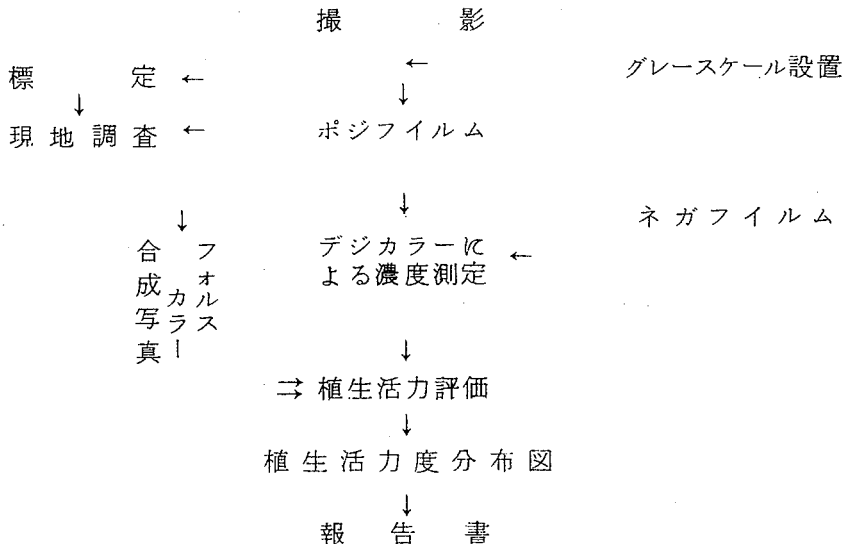 撮影
← グレースケール設置
標定 ←
↓ ↓
現地調査 ← ポジフイルム
↓ ↓ ネガフイルム
フォルスカラー
合成写真
デジカラーに
よる濃度測定 ←
↓
⇉ 植生活力評価
↓
植生活力度分布図
↓
報告書